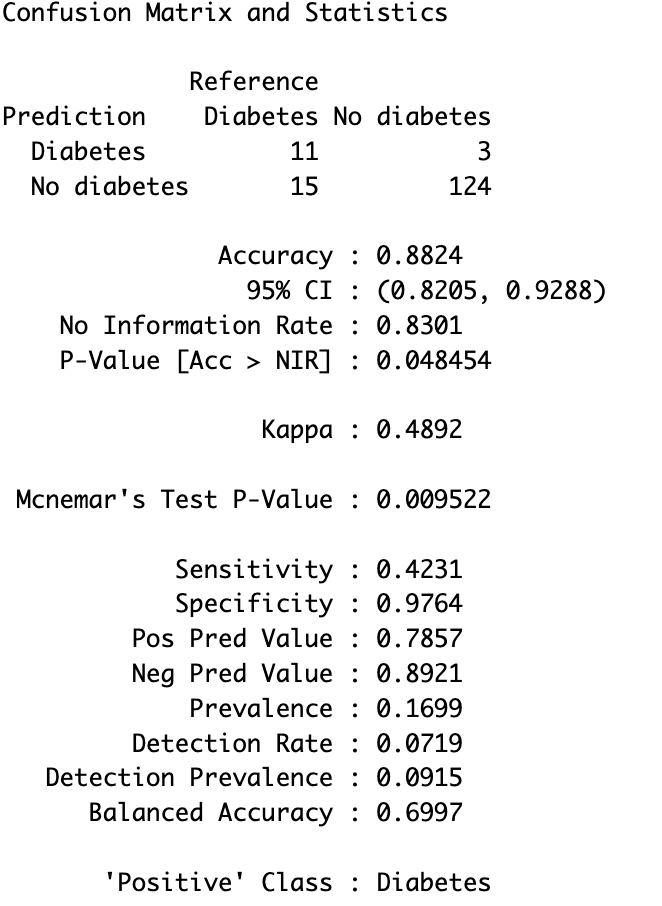 Confusion Matrix and Statistics
Reference
Prediction Diabetes No diabetes
Diabetes 11 3
No diabetes 15 124
Accuracy : 0.8824
95% CI : (0.8205, 0.9288)
No Information Rate : 0.8301
P-Value [Acc > NIR] : 0.048454
Kappa : 0.4892
Mcnemar's Test P-Value : 0.009522
Sensitivity : 0.4231
Specificity : 0.9764
Pos Pred Value : 0.7857
Neg Pred Value : 0.8921
Prevalence : 0.1699
Detection Rate : 0.0719
Detection Prevalence : 0.0915
Balanced Accuracy : 0.6997
'Positive' Class : Diabetes